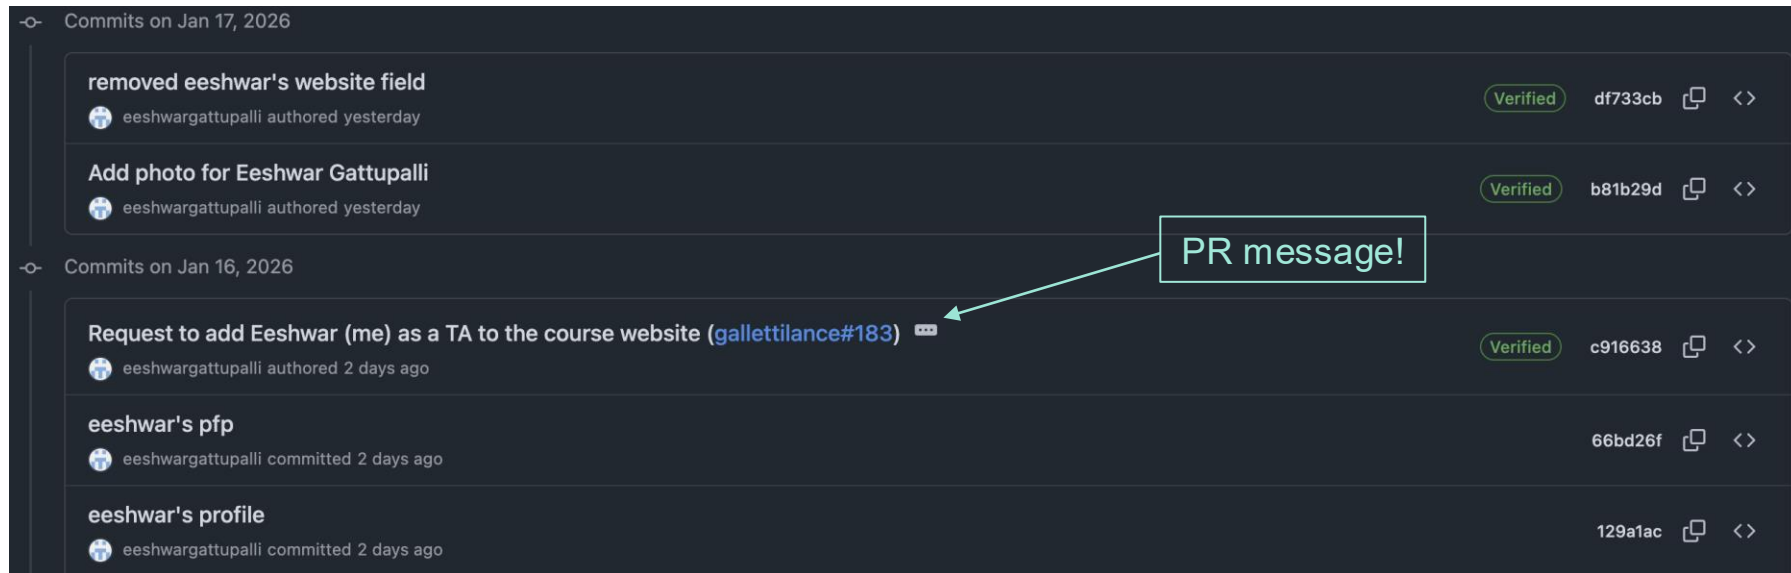 Commits on Jan 17, 2026
removed eeshwar's website field
eeshwargattupalli authored yesterday
Verified
df733cb
Add photo for Eeshwar Gattupalli
eeshwargattupalli authored yesterday
Verified
b81b29d
PR message!
Commits on Jan 16, 2026
Request to add Eeshwar (me) as a TA to the course website (gallettilance#183)
eeshwargattupalli authored 2 days ago
Verified
c916638
eeshwar's pfp
eeshwargattupalli committed 2 days ago
66bd26f
eeshwar's profile
eeshwargattupalli committed 2 days ago
129a1ac